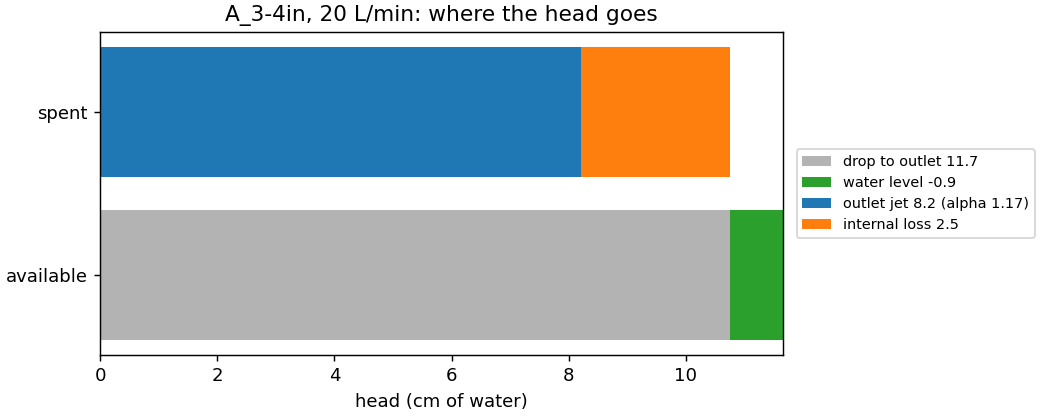 A_3-4in, 20 L/min: where the head goes
spent
available
0 2 4 6 8 10
head (cm of water)
drop to outlet 11.7
water level -0.9
outlet jet 8.2 (alpha 1.17)
internal loss 2.5